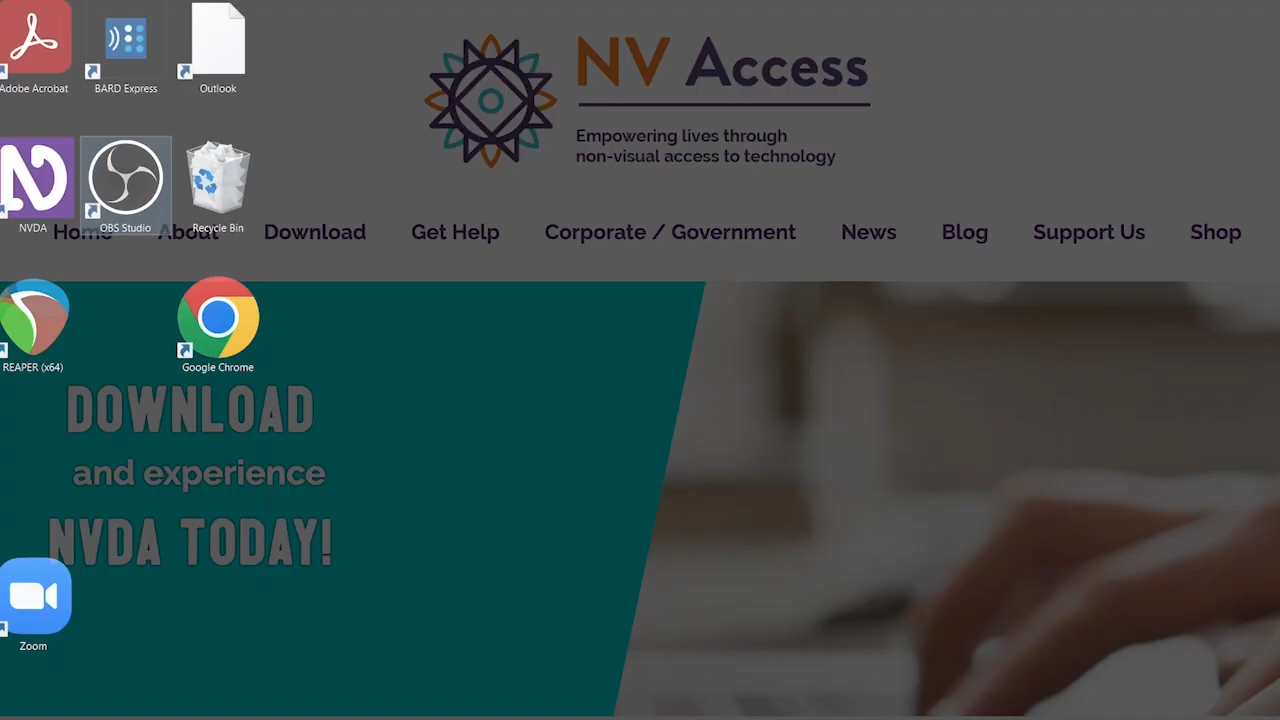 Adobe Acrobat
BARD Express
Outlook
NV Access
Empowering lives through
non-visual access to technology
NVDA
OBS Studio
Recycle Bin
Home
About
Download
Get Help
Corporate / Government
News
Blog
Support Us
Shop
REAPER (x64)
Google Chrome
DOWNLOAD
and experience
NVDA TODAY!
Zoom